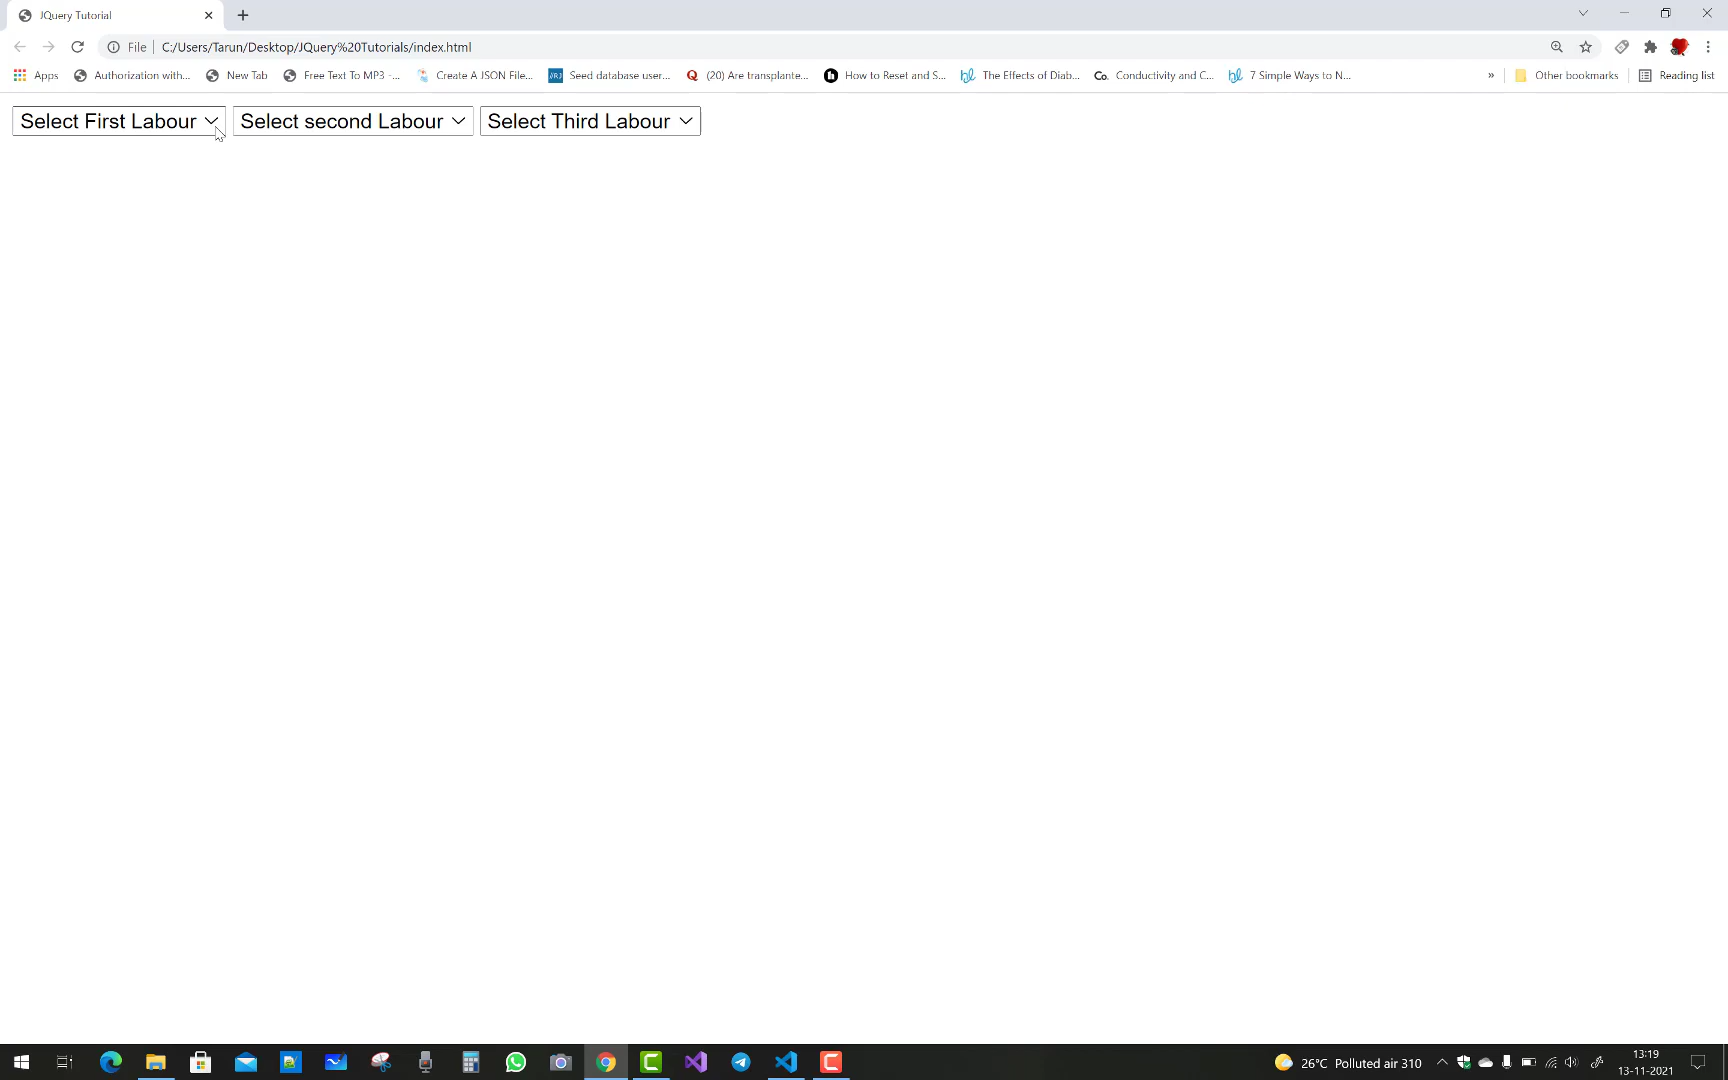 JQuery Tutorial
File C:/Users/Tarun/Desktop/JQuery%20Tutorials/index.html
Apps Authorization with... New Tab Free Text To MP3 -... Create A JSON File... Seed database user... (20) Are transplante... How to Reset and S... The Effects of Diab... Co. Conductivity and C... 7 Simple Ways to N... » Other bookmarks Reading list
Select First Labour Select second Labour Select Third Labour
26°C Polluted air 310 13:19
13-11-2021